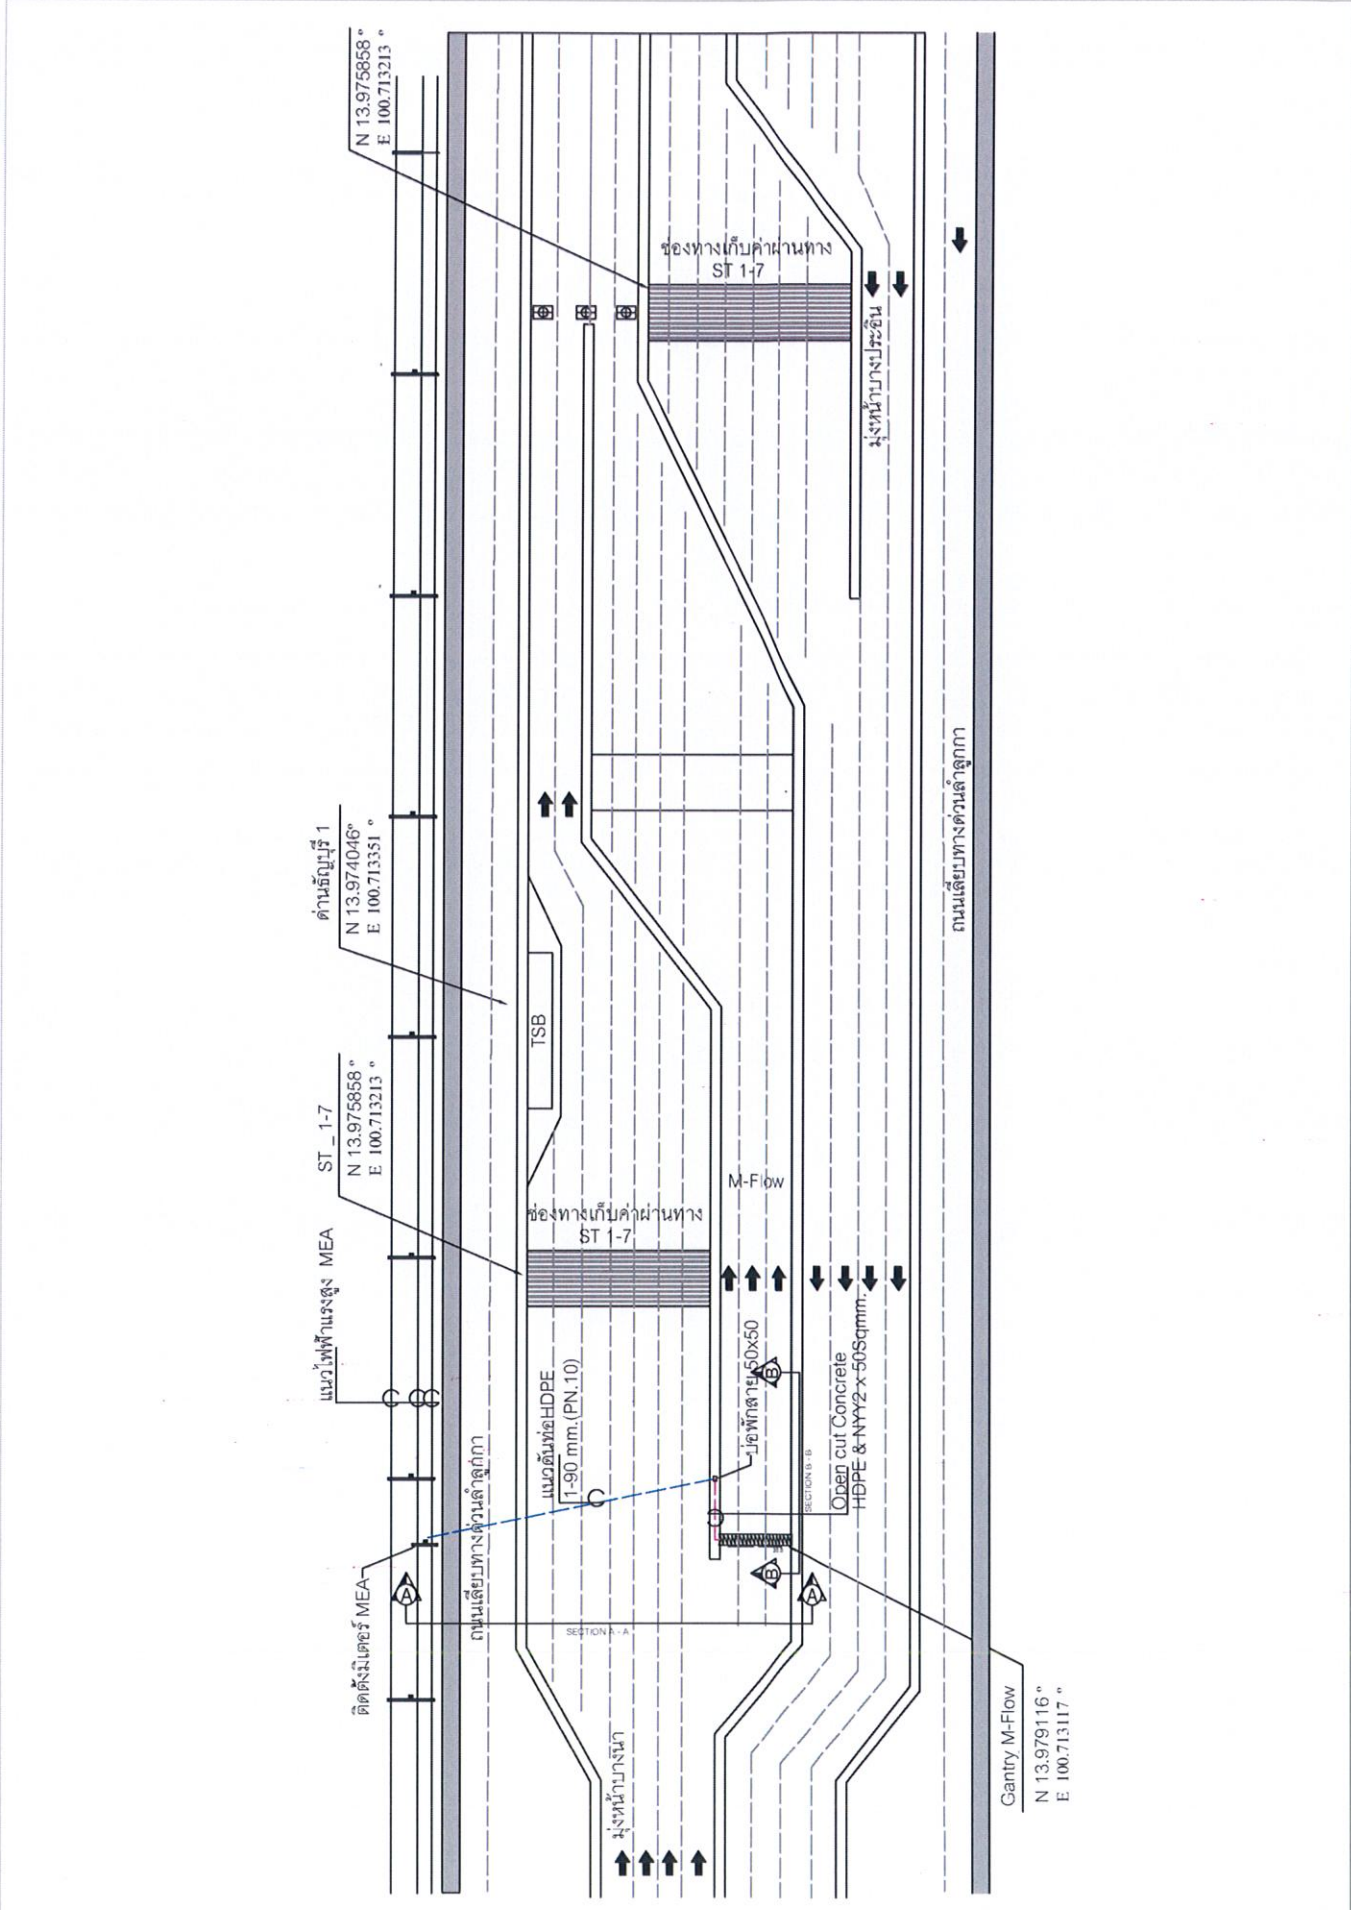 N 13.975858 °
E 100.713213 °
ช่องทางเก็บค่าผ่านทาง
ST 1-7
มุ่งหน้าบางปะอิน
ด่านธัญบุรี 1
N 13.974046°
E 100.713351 °
TSB
ถนนเลียบทางด่วนลำลูกกา
ST _ 1-7
N 13.975858°
E 100.713213 °
ช่องทางเก็บค่าผ่านทาง
ST 1-7
M-Flow
แนวไฟฟ้าแรงสูง MEA
ถนนเลียบทางด่วนลำลูกกา
แนวดันท่อHDPE
1-90 mm.(PN.10)
บ่อพักสาย 50x50
B
SECTION B - B
Open cut Concrete
HDPE & NYY2 x 50Sqmm.
ติดตั้งมิเตอร์ MEA
A
SECTION A - A
B
A
มุ่งหน้าบางนา
Gantry M-Flow
N 13.979116 °
E 100.713117 °